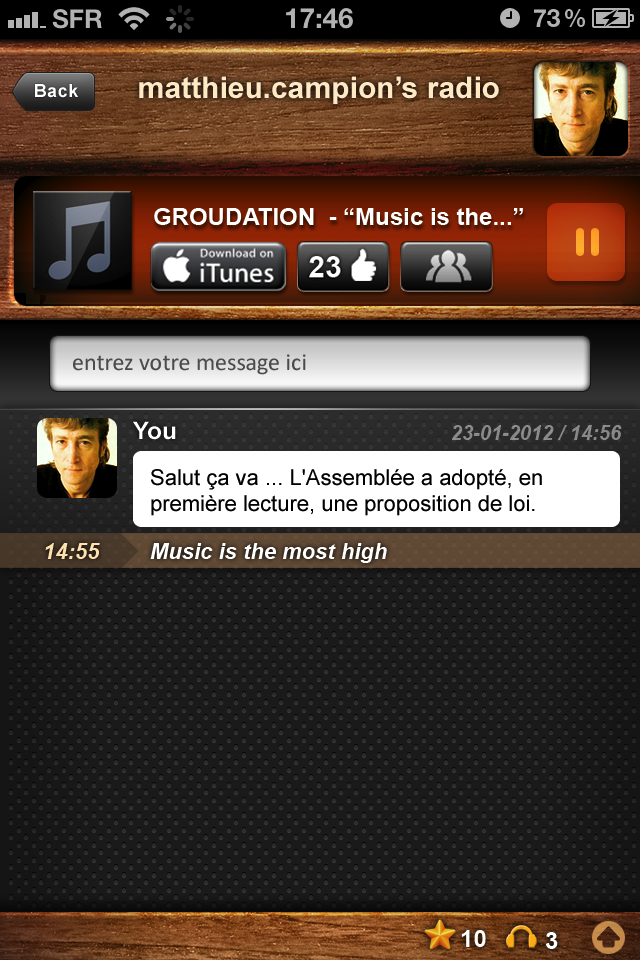 SFR 17:46 73%
Back matthieu.campion’s radio
GROUDATION - “Music is the...”
Download on
iTunes
23
entrez votre message ici
You 23-01-2012 / 14:56
Salut ça va ... L'Assemblée a adopté, en
première lecture, une proposition de loi.
14:55 Music is the most high
10 3